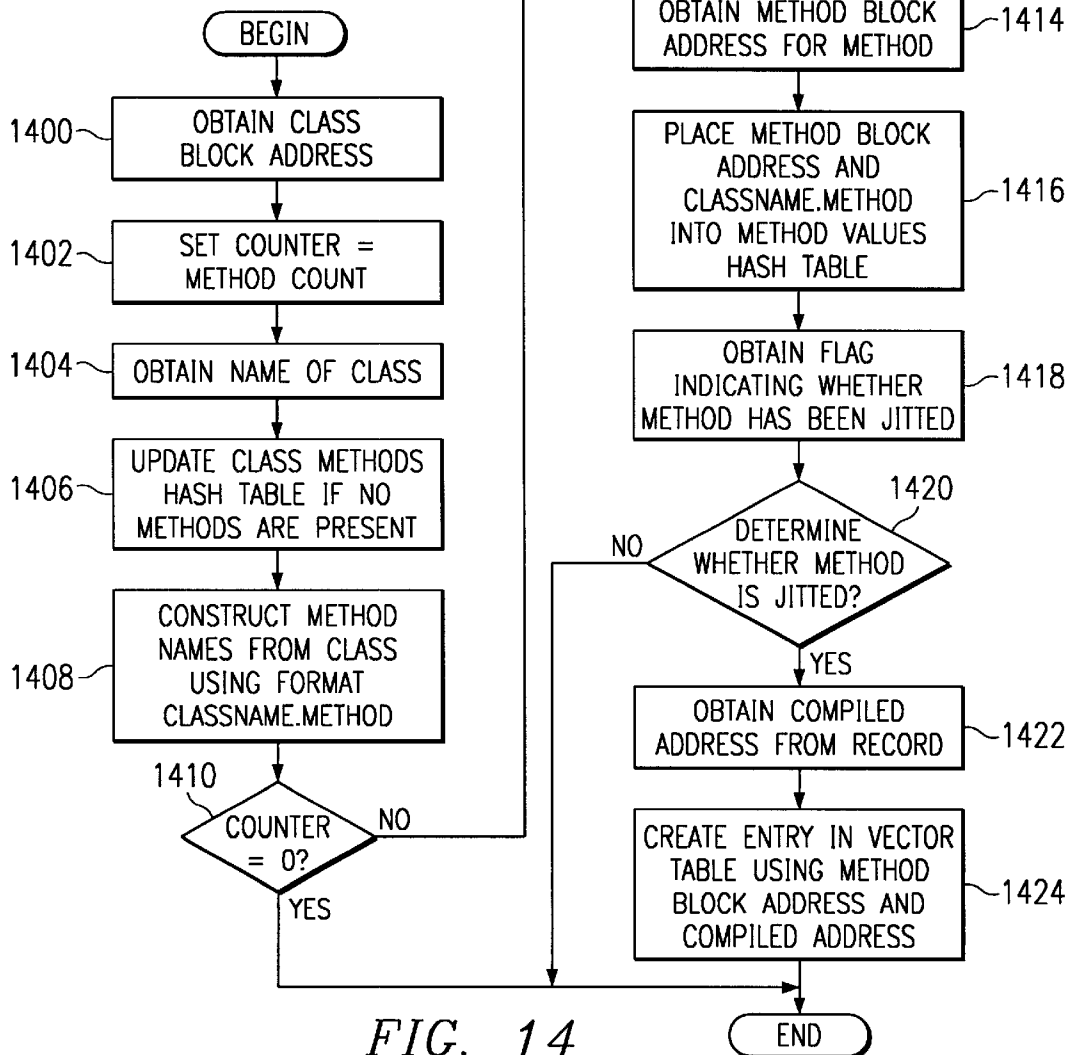 BEGIN
1400
OBTAIN CLASS
BLOCK ADDRESS
1402
SET COUNTER =
METHOD COUNT
1404
OBTAIN NAME OF CLASS
1406
UPDATE CLASS METHODS
HASH TABLE IF NO
METHODS ARE PRESENT
1408
CONSTRUCT METHOD
NAMES FROM CLASS
USING FORMAT
CLASSNAME.METHOD
1410
COUNTER
= 0?
NO
YES
OBTAIN METHOD BLOCK
ADDRESS FOR METHOD
1414
PLACE METHOD BLOCK
ADDRESS AND
CLASSNAME.METHOD
INTO METHOD VALUES
HASH TABLE
1416
OBTAIN FLAG
INDICATING WHETHER
METHOD HAS BEEN JITTED
1418
1420
DETERMINE
WHETHER METHOD
IS JITTED?
NO
YES
OBTAIN COMPILED
ADDRESS FROM RECORD
1422
CREATE ENTRY IN VECTOR
TABLE USING METHOD
BLOCK ADDRESS AND
COMPILED ADDRESS
1424
END
FIG. 14